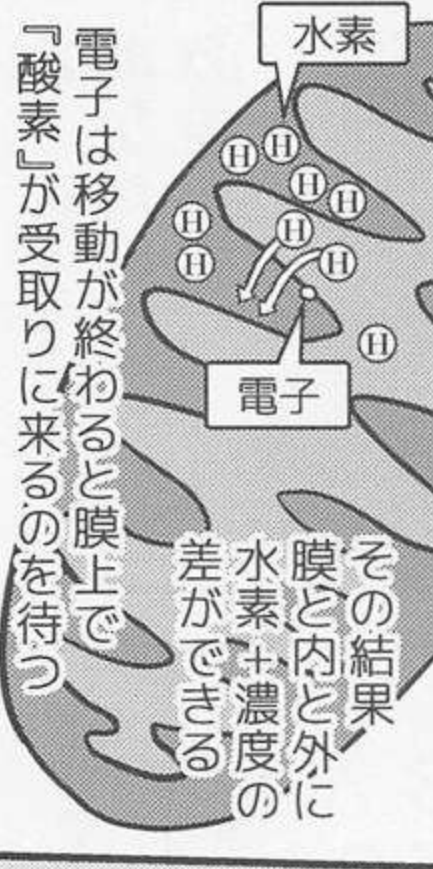 水素
H
H
H
H
H
H
H
H
H
電子
その結果
膜と内と外に
水素+濃度の
差ができる
電子は移動が終わると膜上で
『酸素』が受取りに来るのを待つ